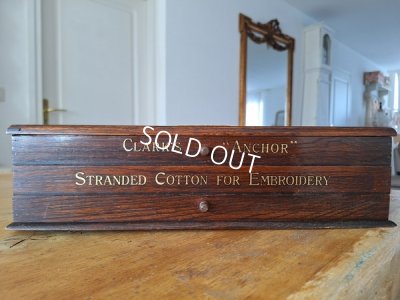 SOLD OUT
CLARK'S "ANCHOR"
STRANDED COTTON FOR EMBROIDERY